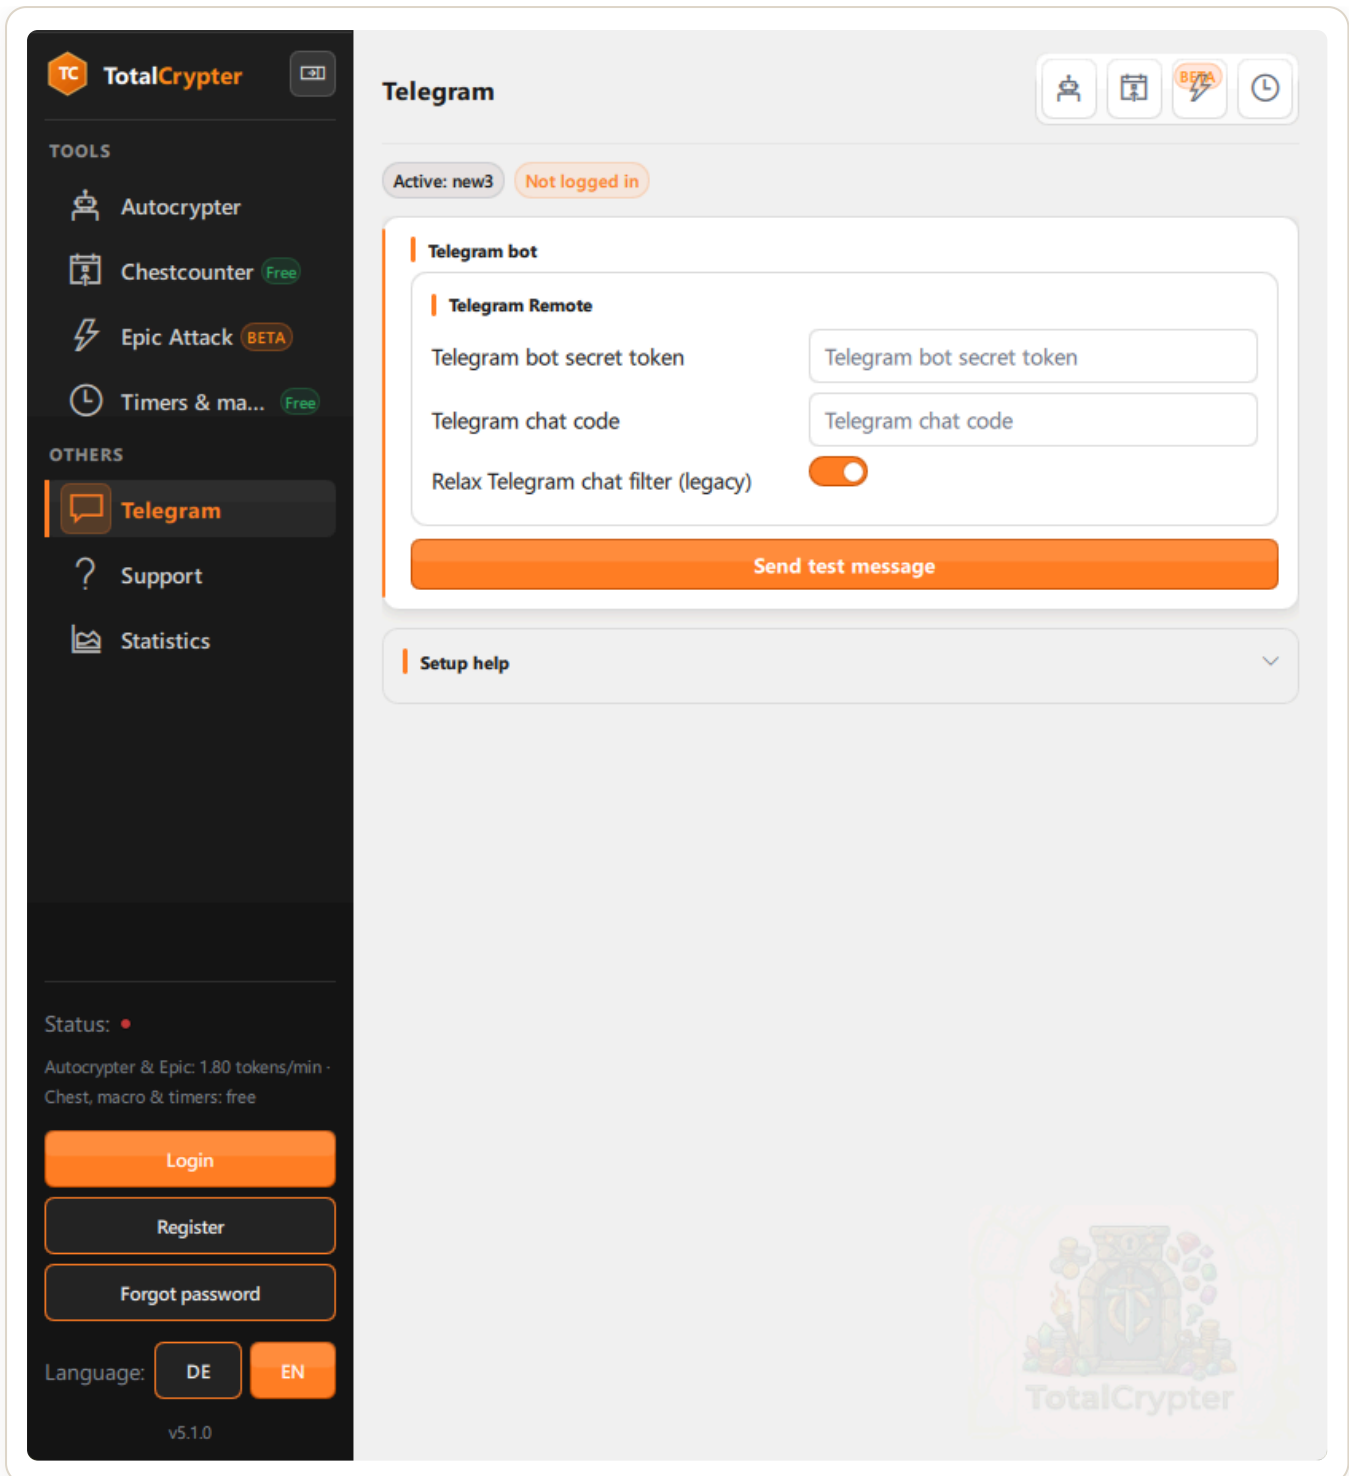 TC TotalCrypter
TOOLS
Autocrypter
Chestcounter Free
Epic Attack BETA
Timers & ma... Free
OTHERS
Telegram
Support
Statistics
Status:
Autocrypter & Epic: 1.80 tokens/min ·
Chest, macro & timers: free
Login
Register
Forgot password
Language: DE EN
v5.1.0
Telegram
BETA
Active: new3 Not logged in
Telegram bot
Telegram Remote
Telegram bot secret token Telegram bot secret token
Telegram chat code Telegram chat code
Relax Telegram chat filter (legacy)
Send test message
Setup help
TotalCrypter